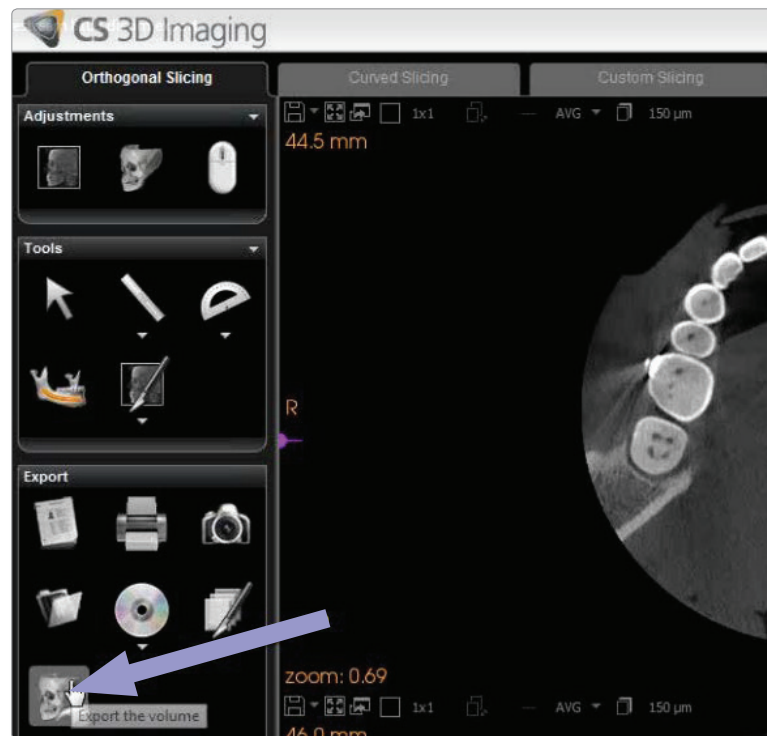 CS 3D Imaging
Orthogonal Slicing
Curved Slicing
Custom Slicing
Adjustments
1x1
AVG
150 µm
44.5 mm
Tools
R
Export
zoom: 0.69
Export the volume
1x1
AVG
150 µm
46.0 mm